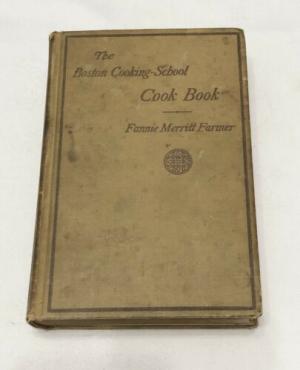 The
Boston Cooking-School
Cook Book
Fannie Merritt Farmer